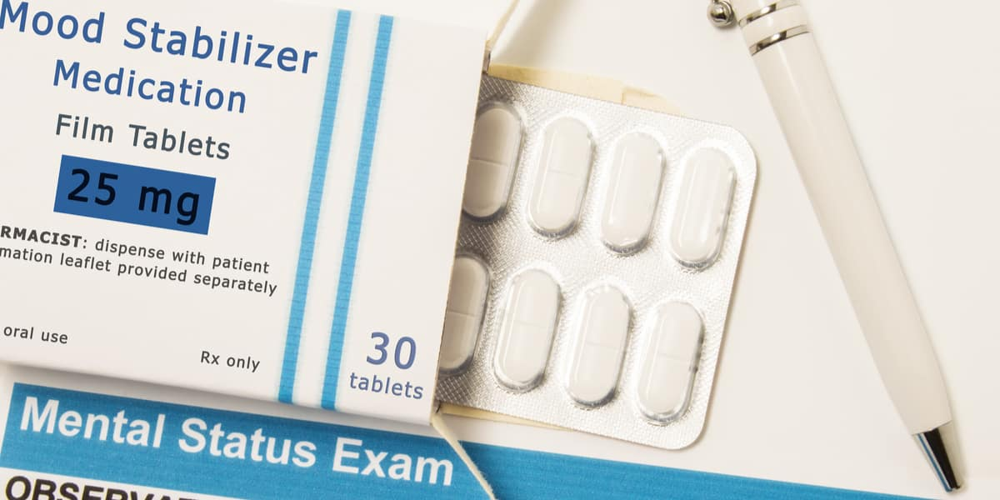 Mood Stabilizer
Medication
Film Tablets
25 mg
RMACIST: dispense with patient
mation leaflet provided separately
oral use
Rx only
30
tablets
Mental Status Exam
OBSERVA